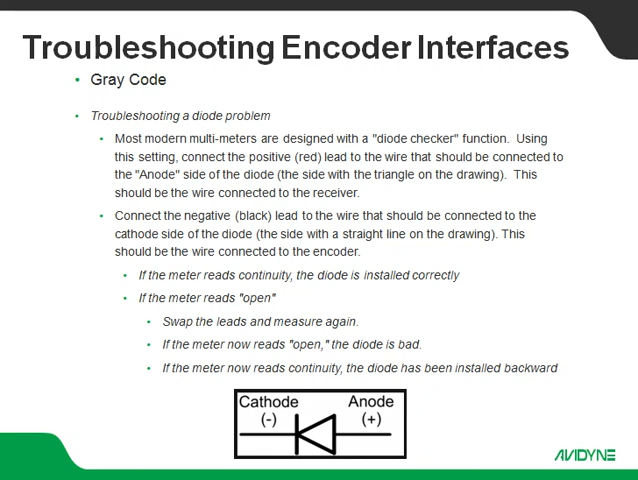 Troubleshooting Encoder Interfaces
• Gray Code
• Troubleshooting a diode problem
• Most modern multi-meters are designed with a "diode checker" function. Using
this setting, connect the positive (red) lead to the wire that should be connected to
the "Anode" side of the diode (the side with the triangle on the drawing). This
should be the wire connected to the receiver.
• Connect the negative (black) lead to the wire that should be connected to the
cathode side of the diode (the side with a straight line on the drawing). This
should be the wire connected to the encoder.
• If the meter reads continuity, the diode is installed correctly
• If the meter reads "open"
• Swap the leads and measure again.
• If the meter now reads "open," the diode is bad.
• If the meter now reads continuity, the diode has been installed backward
Cathode Anode
(-) (+)
AVIDYNE